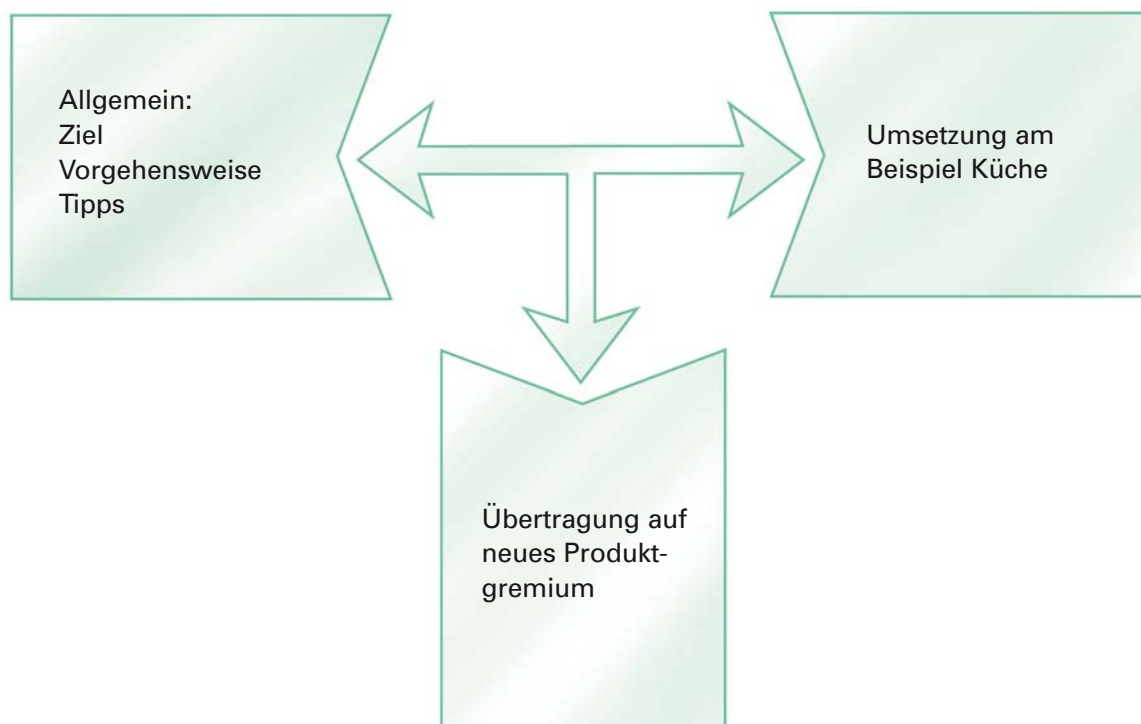 Allgemein:
Ziel
Vorgehensweise
Tipps
Umsetzung am
Beispiel Küche
Übertragung auf
neues Produkt-
gremium